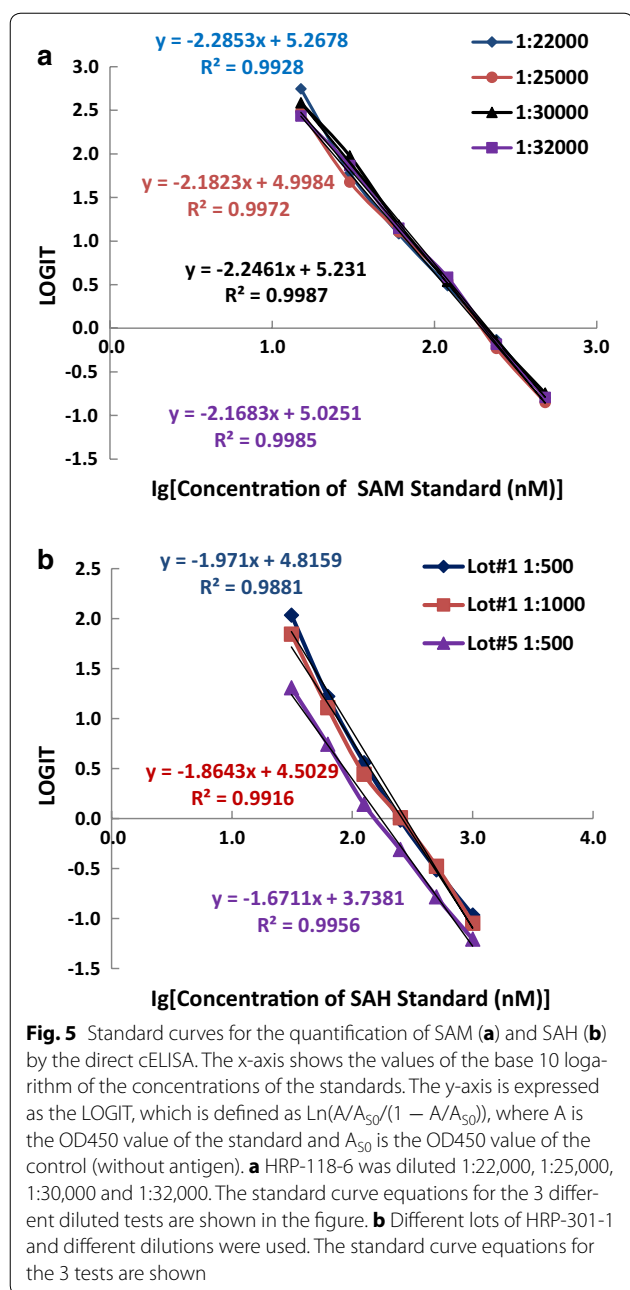 a
y = -2.2853x + 5.2678
R² = 0.9928
1:22000
1:25000
1:30000
1:32000
3.0
2.5
2.0
1.5
1.0
0.5
0.0
-0.5
-1.0
-1.5
LOGIT
y = -2.1823x + 4.9984
R² = 0.9972
y = -2.2461x + 5.231
R² = 0.9987
0.0 1.0 2.0 3.0
y = -2.1683x + 5.0251
R² = 0.9985
lg[Concentration of SAM Standard (nM)]
b
y = -1.971x + 4.8159
R² = 0.9881
Lot#1 1:500
Lot#1 1:1000
Lot#5 1:500
2.5
2.0
1.5
1.0
0.5
0.0
-0.5
-1.0
-1.5
LOGIT
y = -1.8643x + 4.5029
R² = 0.9916
0.0 1.0 2.0 3.0 4.0
y = -1.6711x + 3.7381
R² = 0.9956
lg[Concentration of SAH Standard (nM)]
Fig. 5 Standard curves for the quantification of SAM (a) and SAH (b)
by the direct cELISA. The x-axis shows the values of the base 10 loga-
rithm of the concentrations of the standards. The y-axis is expressed
as the LOGIT, which is defined as Ln(A/A_S0/(1 − A/A_S0)), where A is
the OD450 value of the standard and A_S0 is the OD450 value of the
control (without antigen). a HRP-118-6 was diluted 1:22,000, 1:25,000,
1:30,000 and 1:32,000. The standard curve equations for the 3 differ-
ent diluted tests are shown in the figure. b Different lots of HRP-301-1
and different dilutions were used. The standard curve equations for
the 3 tests are shown